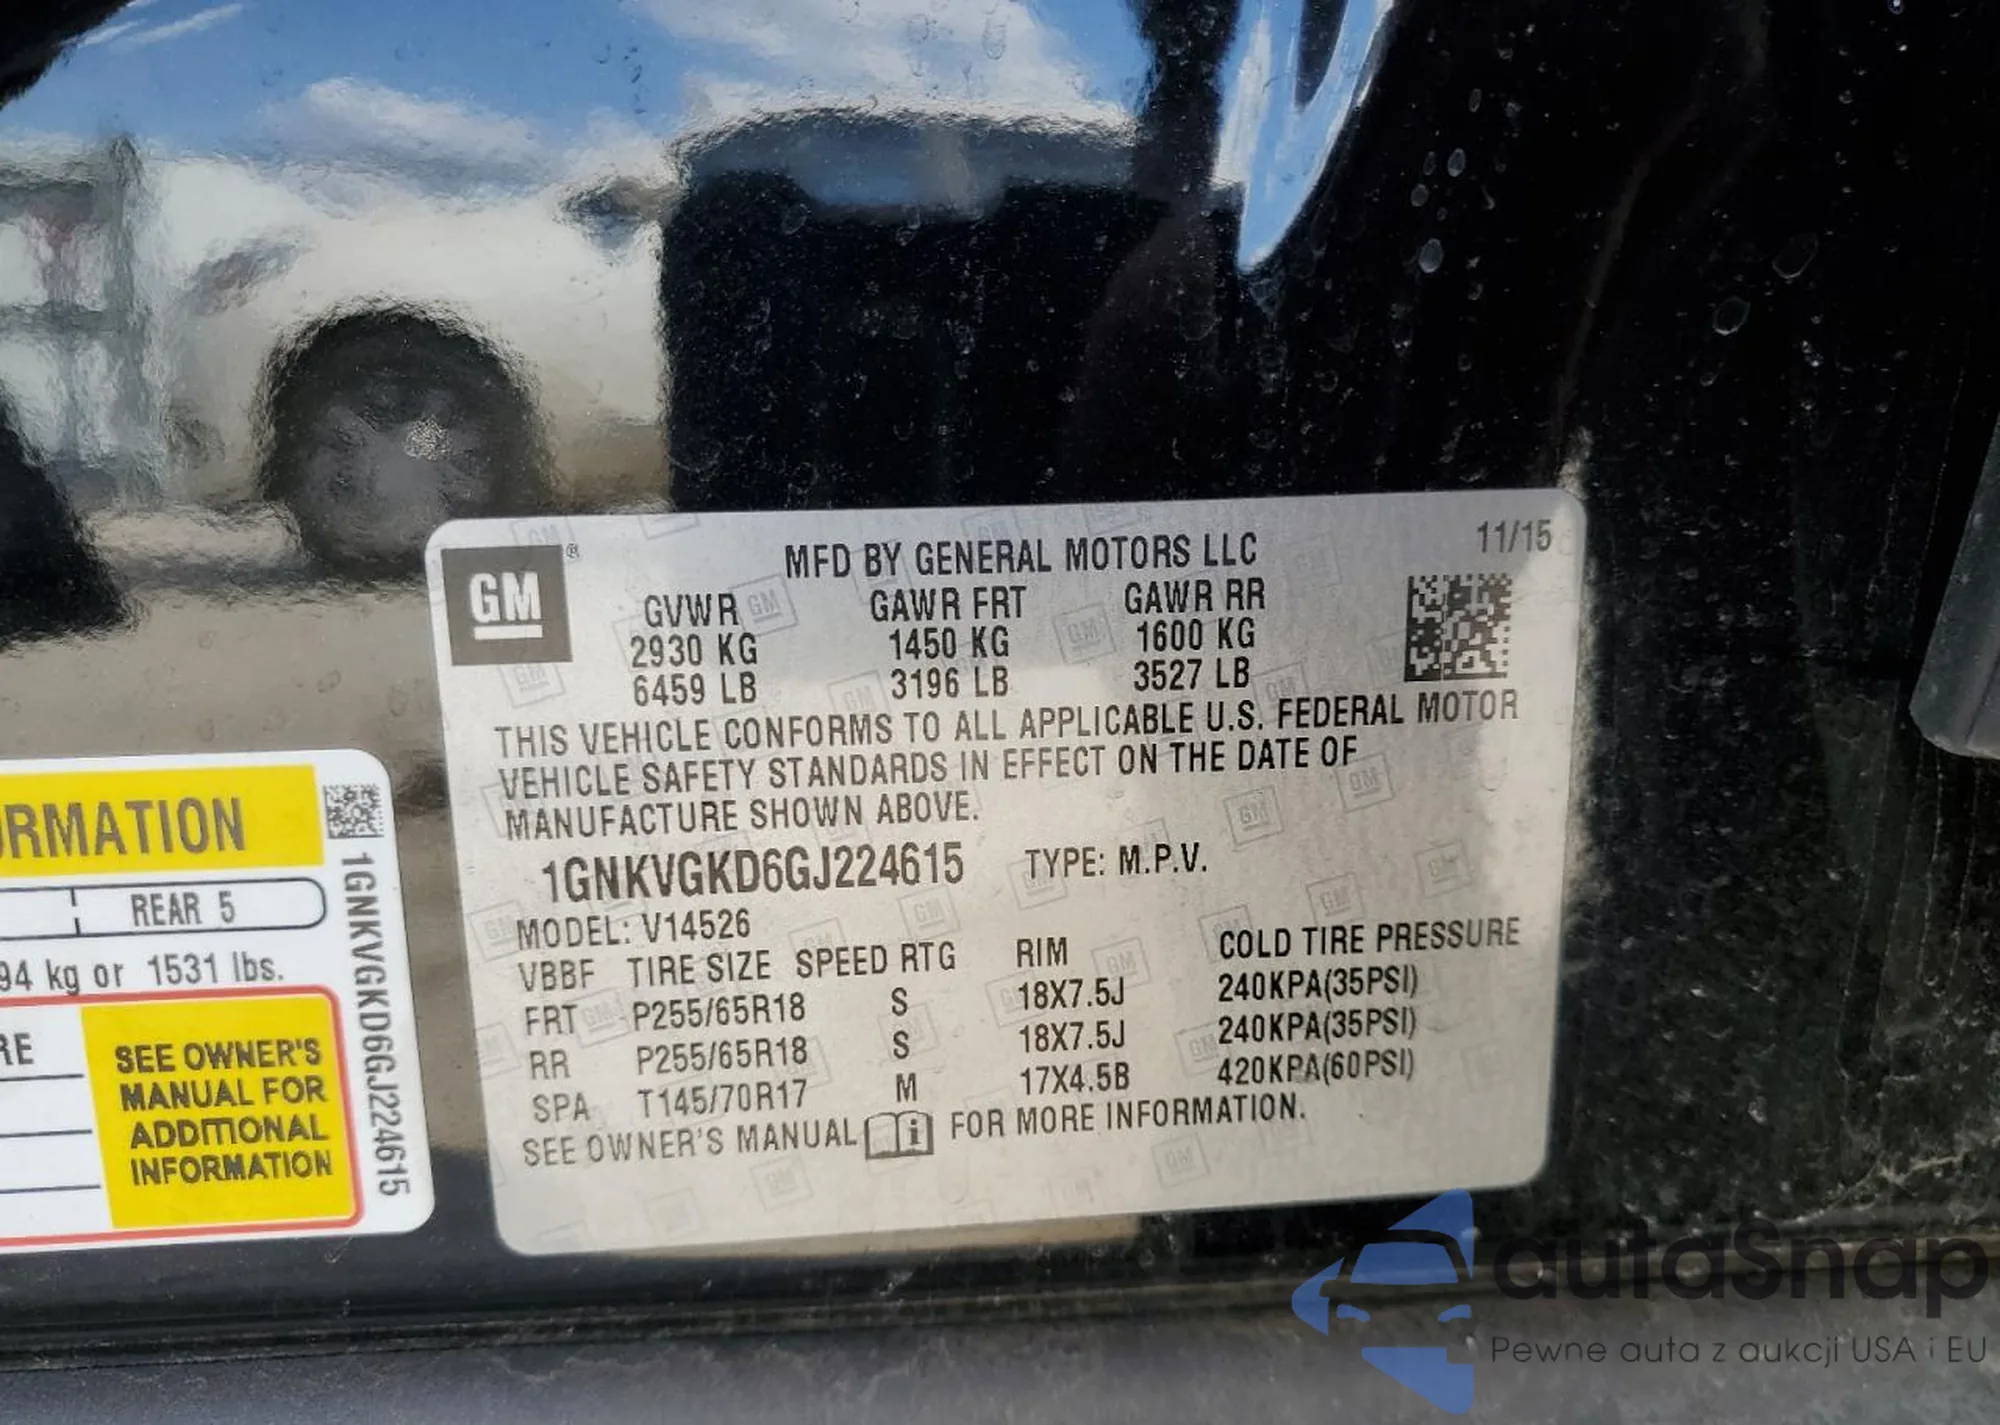 GM ®
MFD BY GENERAL MOTORS LLC
11/15
GVWR GAWR FRT GAWR RR
2930 KG 1450 KG 1600 KG
6459 LB 3196 LB 3527 LB
THIS VEHICLE CONFORMS TO ALL APPLICABLE U.S. FEDERAL MOTOR
VEHICLE SAFETY STANDARDS IN EFFECT ON THE DATE OF
MANUFACTURE SHOWN ABOVE.
1GNKVGKD6GJ224615 TYPE: M.P.V.
MODEL: V14526
VBBF TIRE SIZE SPEED RTG RIM COLD TIRE PRESSURE
FRT P255/65R18 S 18X7.5J 240KPA(35PSI)
RR P255/65R18 S 18X7.5J 240KPA(35PSI)
SPA T145/70R17 M 17X4.5B 420KPA(60PSI)
SEE OWNER'S MANUAL i FOR MORE INFORMATION.
RMATION
REAR 5
94 kg or 1531 lbs.
RE
SEE OWNER'S
MANUAL FOR
ADDITIONAL
INFORMATION
1GNKVGKD6GJ224615
autaSnap
Pewne auta z aukcji USA i EU